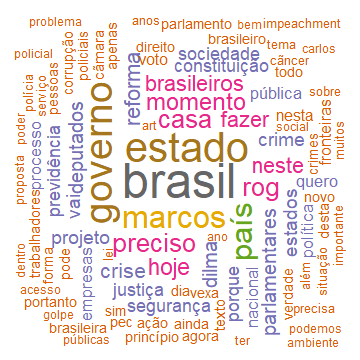 problema
anos
parlamento
bem
impeachment
policial
corrupção
policiais
câmara
apenas
direito
voto
brasileiro
sociedade
tema
carlos
constituição
câncer
todo
polícia
serviço
pessoas
reforma
brasileiros
pública
sobre
momento
governo
casa
fazer
nesta
social
fronteiras
muitos
poder
processo
previdência
deputados
vai
art
estado
crime
crimes
proposta
trabalhadores
brasil
neste
rog
quero
novo
desta
importante
marcos
país
parlamentares
estados
política
além
situação
dentro
forma
pode
projeto
empresas
lei
preciso
ano
dilma
hoje
crise
porque
nacional
verdade
acesso
portanto
golpe
justiça
dia
vexa
texto
precisa
brasileira
sim
segurança
podemos
públicas
pec
ação
ainda
princípio
agora
ter
ambiente